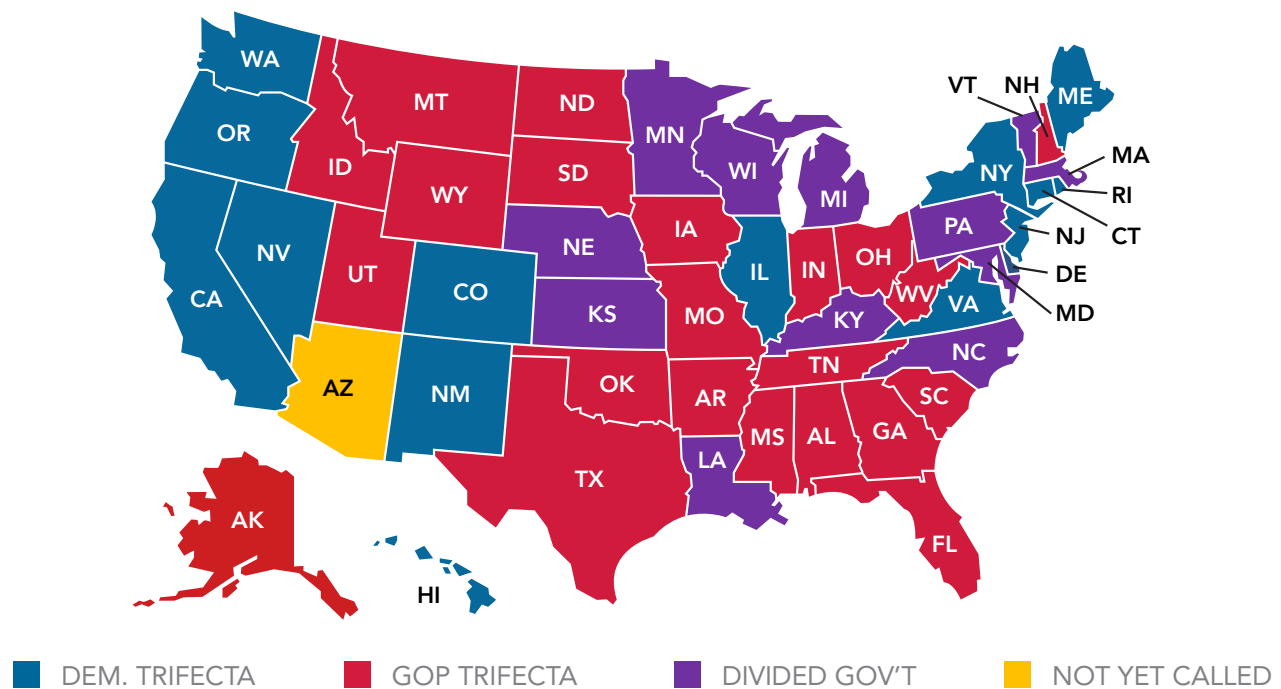 WA
MT
ND
MN
VT
NH
ME
OR
ID
WY
SD
WI
MI
NY
MA
RI
CT
NJ
DE
MD
NV
UT
CO
NE
IA
IL
IN
OH
PA
CA
KS
MO
KY
WV
VA
AZ
NM
OK
AR
TN
NC
SC
TX
LA
MS
AL
GA
FL
AK
HI
DEM. TRIFECTA
GOP TRIFECTA
DIVIDED GOV'T
NOT YET CALLED